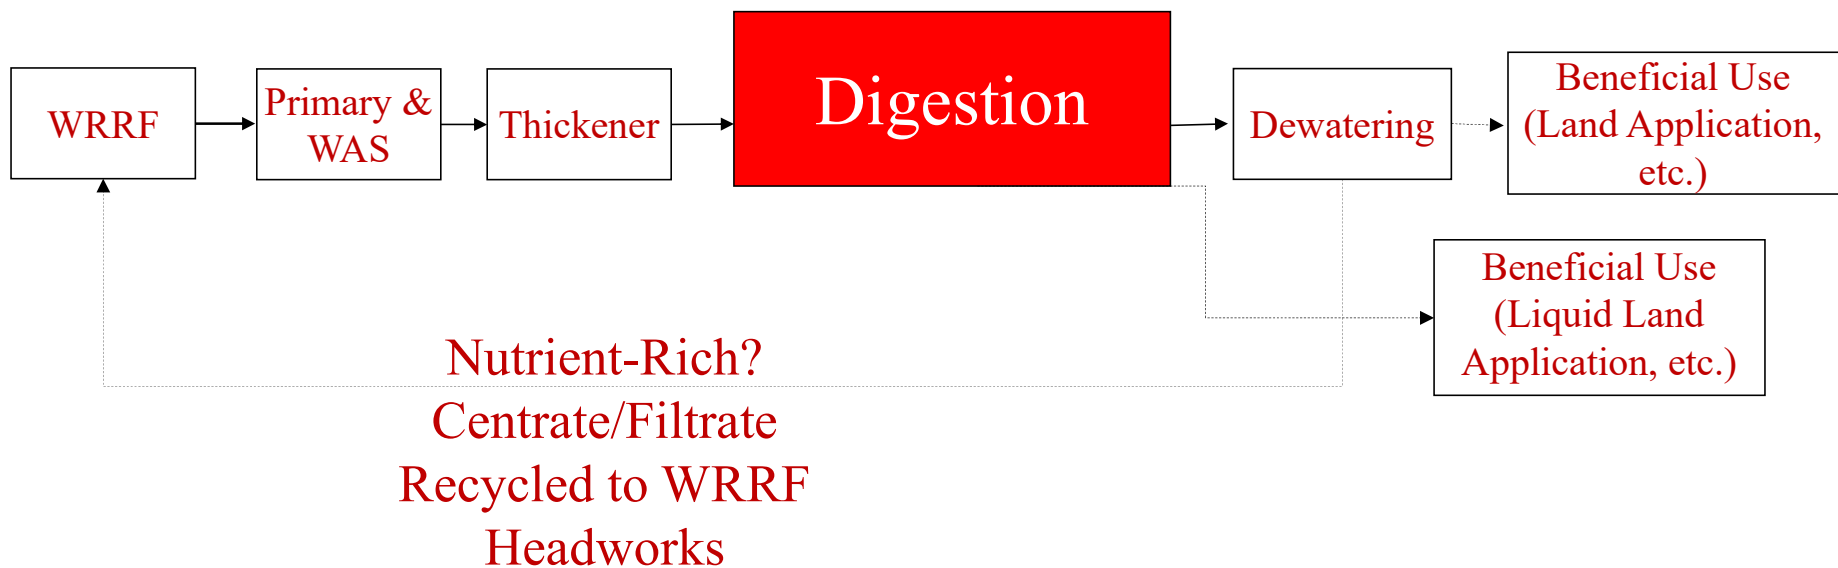 WRRF
Primary &
WAS
Thickener
Digestion
Dewatering
Beneficial Use
(Land Application,
etc.)
Beneficial Use
(Liquid Land
Application, etc.)
Nutrient-Rich?
Centrate/Filtrate
Recycled to WRRF
Headworks